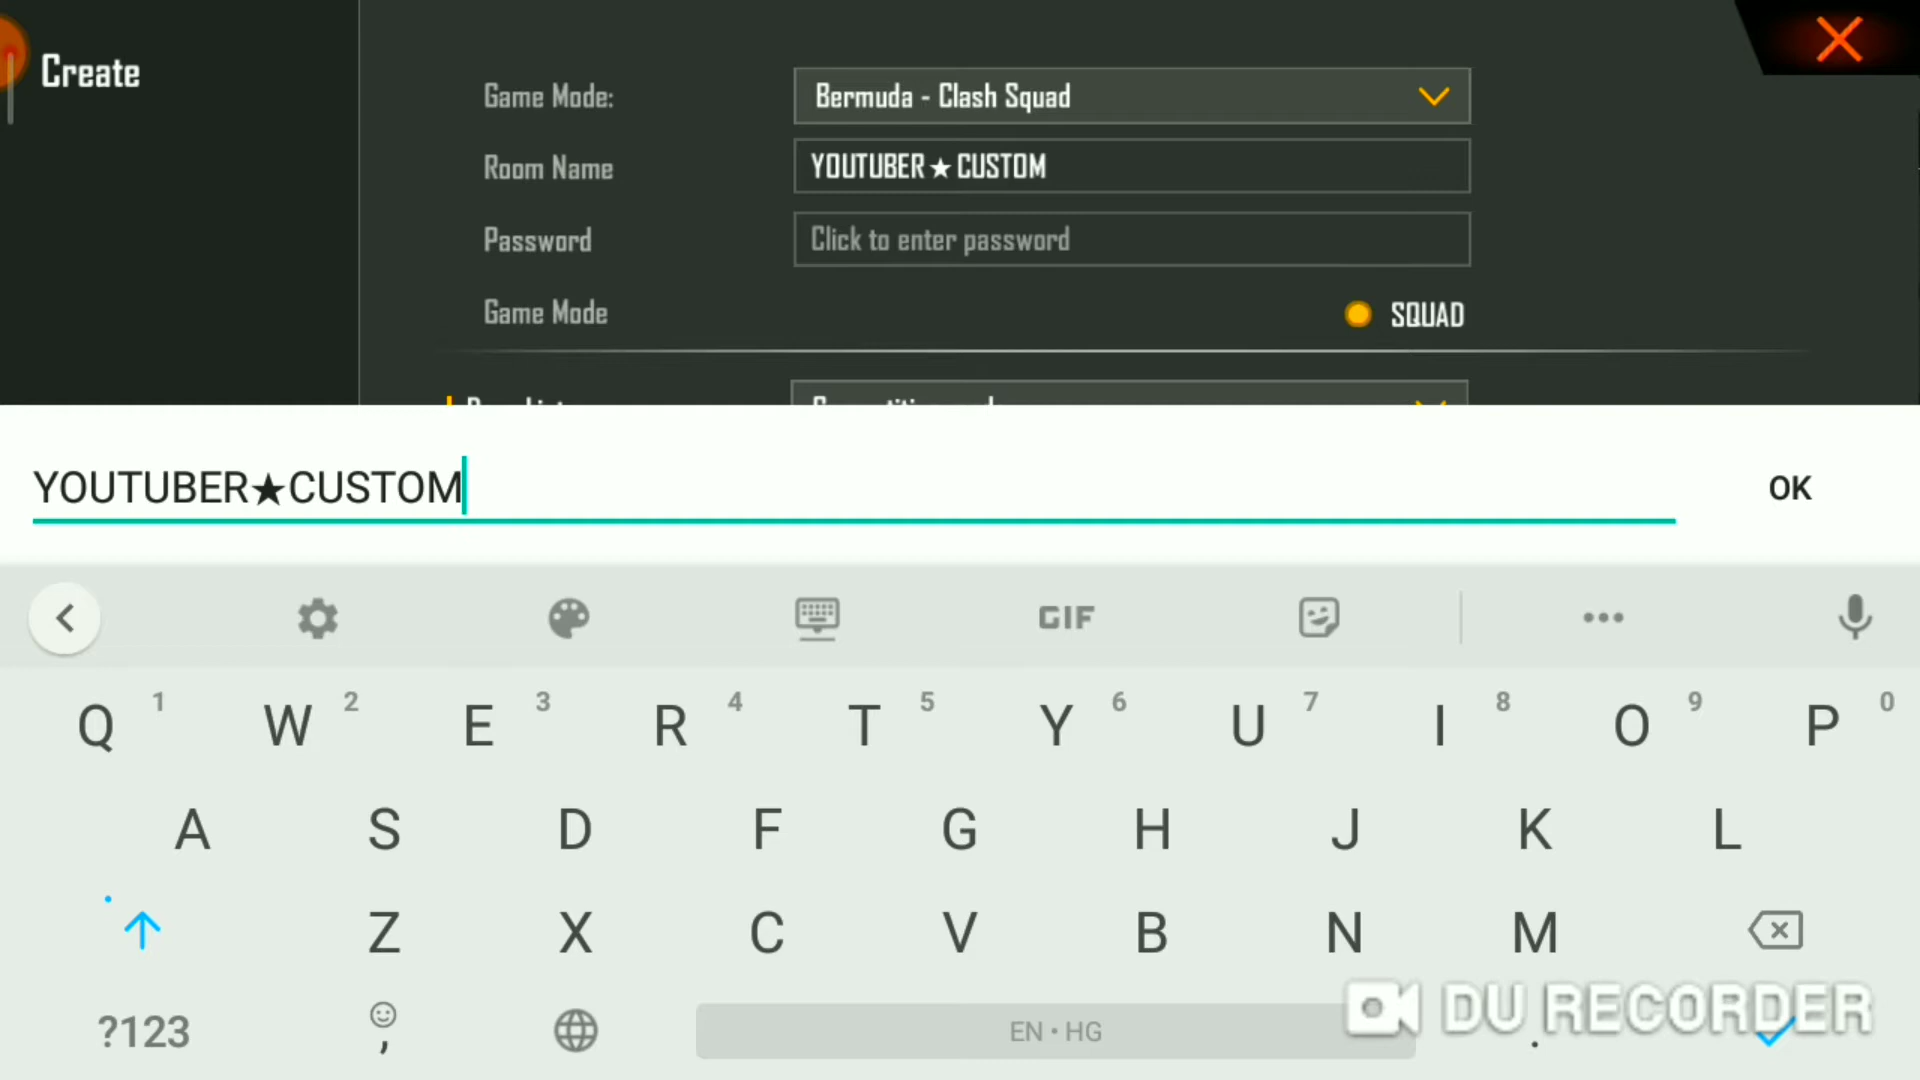 Create
Game Mode: Bermuda - Clash Squad
Room Name YOUTUBER★CUSTOM
Password Click to enter password
Game Mode SQUAD
YOUTUBER★CUSTOM OK
GIF
Q 1 W 2 E 3 R 4 T 5 Y 6 U 7 I 8 O 9 P 0
A S D F G H J K L
Z X C V B N M
?123 , EN • HG .
DU RECORDER